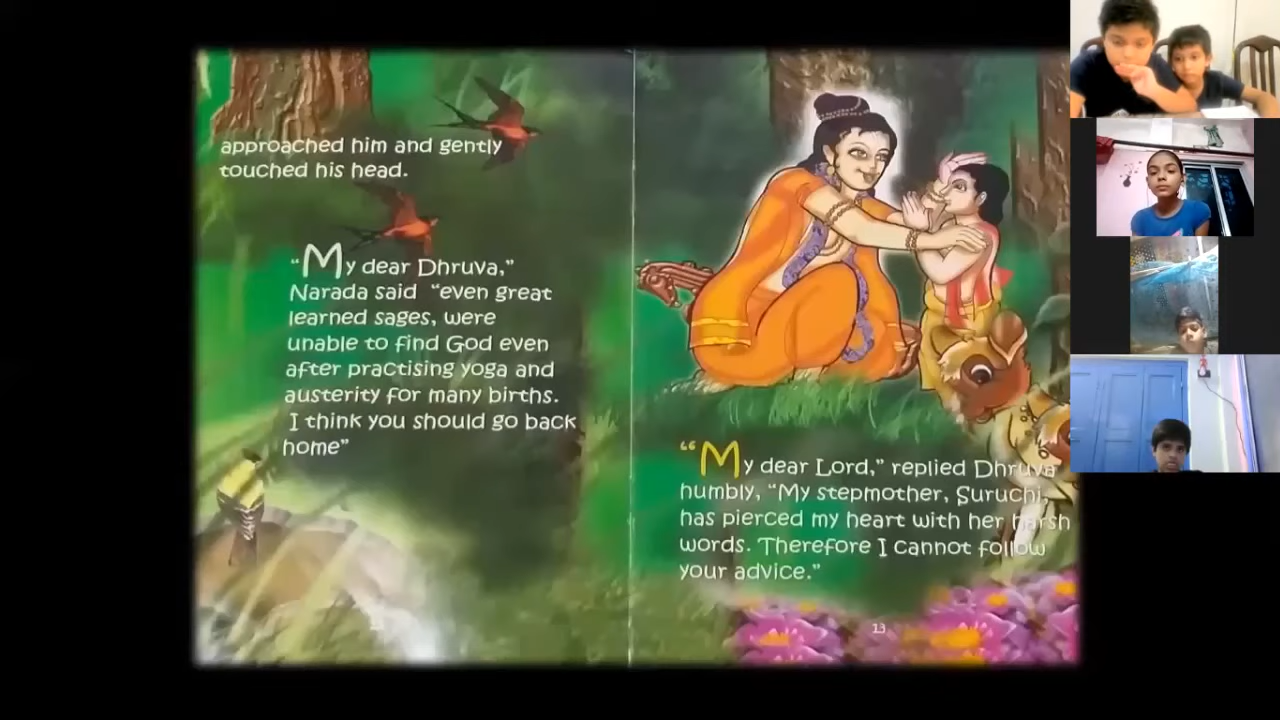 approached him and gently
touched his head.
“My dear Dhruva,”
Narada said “even great
learned sages, were
unable to find God even
after practising yoga and
austerity for many births.
I think you should go back
home”
“My dear Lord,” replied Dhruva
humbly, “My stepmother, Suruchi,
has pierced my heart with her harsh
words. Therefore I cannot follow
your advice.”
13